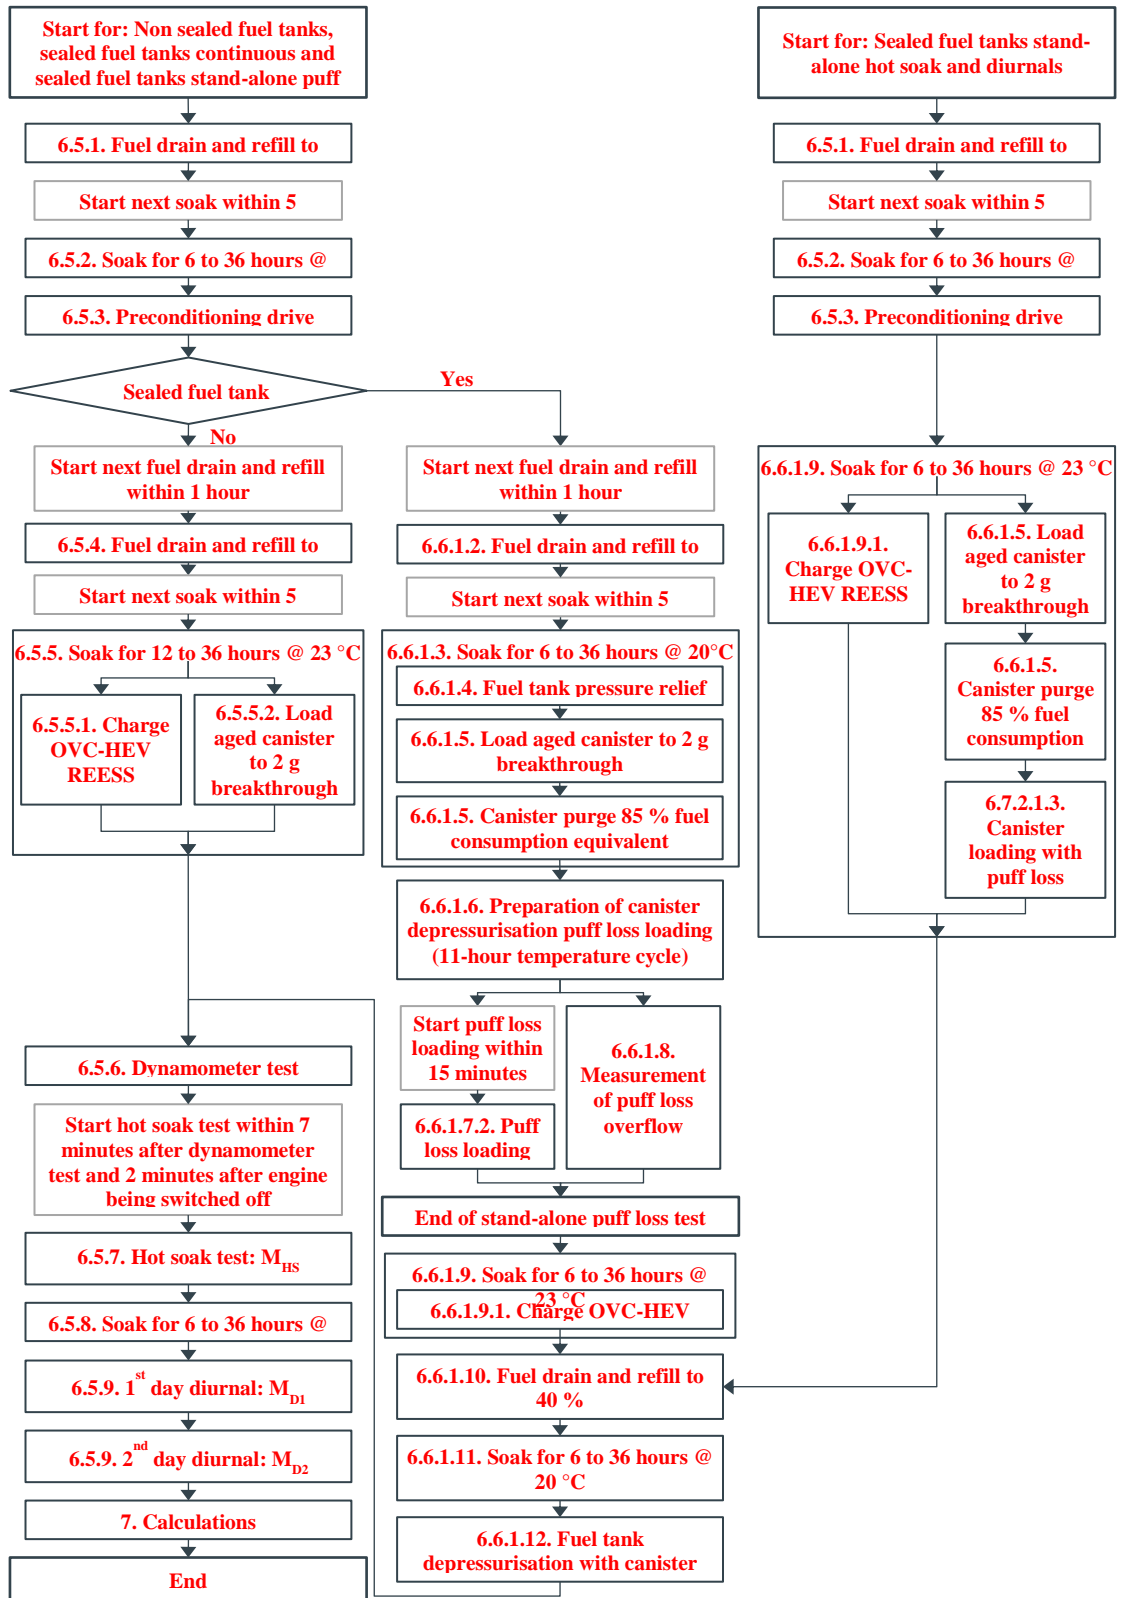 Start for: Non sealed fuel tanks,
sealed fuel tanks continuous and
sealed fuel tanks stand-alone puff
6.5.1. Fuel drain and refill to
Start next soak within 5
6.5.2. Soak for 6 to 36 hours @
6.5.3. Preconditioning drive
Sealed fuel tank
Yes
No
Start next fuel drain and refill
within 1 hour
6.5.4. Fuel drain and refill to
Start next soak within 5
6.5.5. Soak for 12 to 36 hours @ 23 °C
6.5.5.1. Charge
OVC-HEV
REESS
6.5.5.2. Load
aged canister
to 2 g
breakthrough
6.5.6. Dynamometer test
Start hot soak test within 7
minutes after dynamometer
test and 2 minutes after engine
being switched off
6.5.7. Hot soak test: MHS
6.5.8. Soak for 6 to 36 hours @
6.5.9. 1st day diurnal: MD1
6.5.9. 2nd day diurnal: MD2
7. Calculations
End
Start next fuel drain and refill
within 1 hour
6.6.1.2. Fuel drain and refill to
Start next soak within 5
6.6.1.3. Soak for 6 to 36 hours @ 20°C
6.6.1.4. Fuel tank pressure relief
6.6.1.5. Load aged canister to 2 g
breakthrough
6.6.1.5. Canister purge 85 % fuel
consumption equivalent
6.6.1.6. Preparation of canister
depressurisation puff loss loading
(11-hour temperature cycle)
Start puff loss
loading within
15 minutes
6.6.1.7.2. Puff
loss loading
6.6.1.8.
Measurement
of puff loss
overflow
End of stand-alone puff loss test
6.6.1.9. Soak for 6 to 36 hours @
23 °C
6.6.1.9.1. Charge OVC-HEV
6.6.1.10. Fuel drain and refill to
40 %
6.6.1.11. Soak for 6 to 36 hours @
20 °C
6.6.1.12. Fuel tank
depressurisation with canister
Start for: Sealed fuel tanks stand-
alone hot soak and diurnals
6.5.1. Fuel drain and refill to
Start next soak within 5
6.5.2. Soak for 6 to 36 hours @
6.5.3. Preconditioning drive
6.6.1.9. Soak for 6 to 36 hours @ 23 °C
6.6.1.9.1.
Charge OVC-
HEV REESS
6.6.1.5. Load
aged canister
to 2 g
breakthrough
6.6.1.5.
Canister purge
85 % fuel
consumption
6.7.2.1.3.
Canister
loading with
puff loss